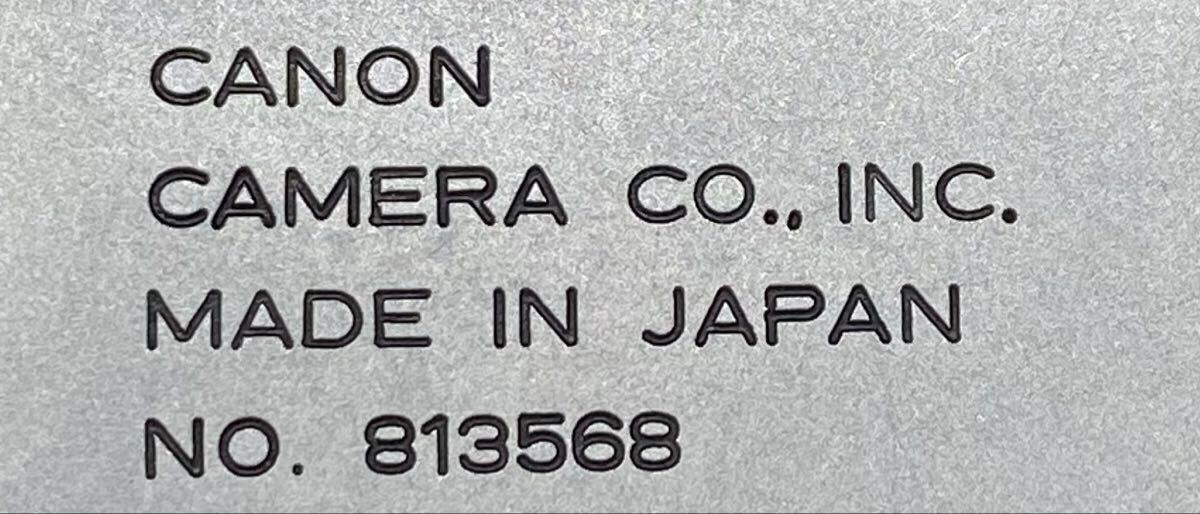 CANON
CAMERA CO., INC.
MADE IN JAPAN
NO. 813568